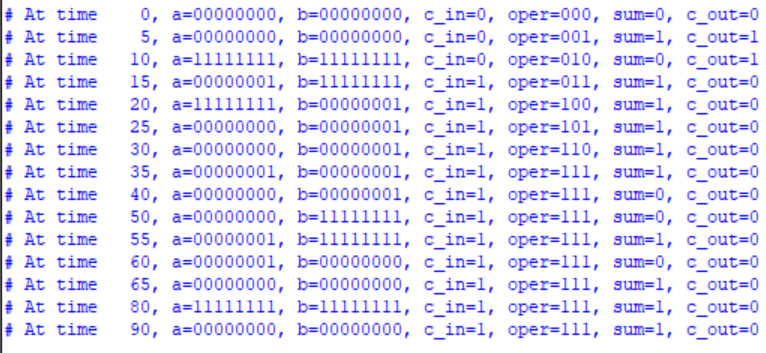 # At time    0, a=00000000, b=00000000, c_in=0, oper=000, sum=0, c_out=0
# At time    5, a=00000000, b=00000000, c_in=0, oper=001, sum=1, c_out=1
# At time   10, a=11111111, b=11111111, c_in=0, oper=010, sum=0, c_out=1
# At time   15, a=00000001, b=11111111, c_in=1, oper=011, sum=1, c_out=0
# At time   20, a=11111111, b=00000001, c_in=1, oper=100, sum=1, c_out=0
# At time   25, a=00000000, b=00000001, c_in=1, oper=101, sum=1, c_out=0
# At time   30, a=00000000, b=00000001, c_in=1, oper=110, sum=1, c_out=0
# At time   35, a=00000001, b=00000001, c_in=1, oper=111, sum=1, c_out=0
# At time   40, a=00000000, b=00000001, c_in=1, oper=111, sum=0, c_out=0
# At time   50, a=00000000, b=11111111, c_in=1, oper=111, sum=0, c_out=0
# At time   55, a=00000001, b=11111111, c_in=1, oper=111, sum=1, c_out=0
# At time   60, a=00000001, b=00000000, c_in=1, oper=111, sum=0, c_out=0
# At time   65, a=00000000, b=00000000, c_in=1, oper=111, sum=1, c_out=0
# At time   80, a=11111111, b=11111111, c_in=1, oper=111, sum=1, c_out=0
# At time   90, a=00000000, b=00000000, c_in=1, oper=111, sum=1, c_out=0